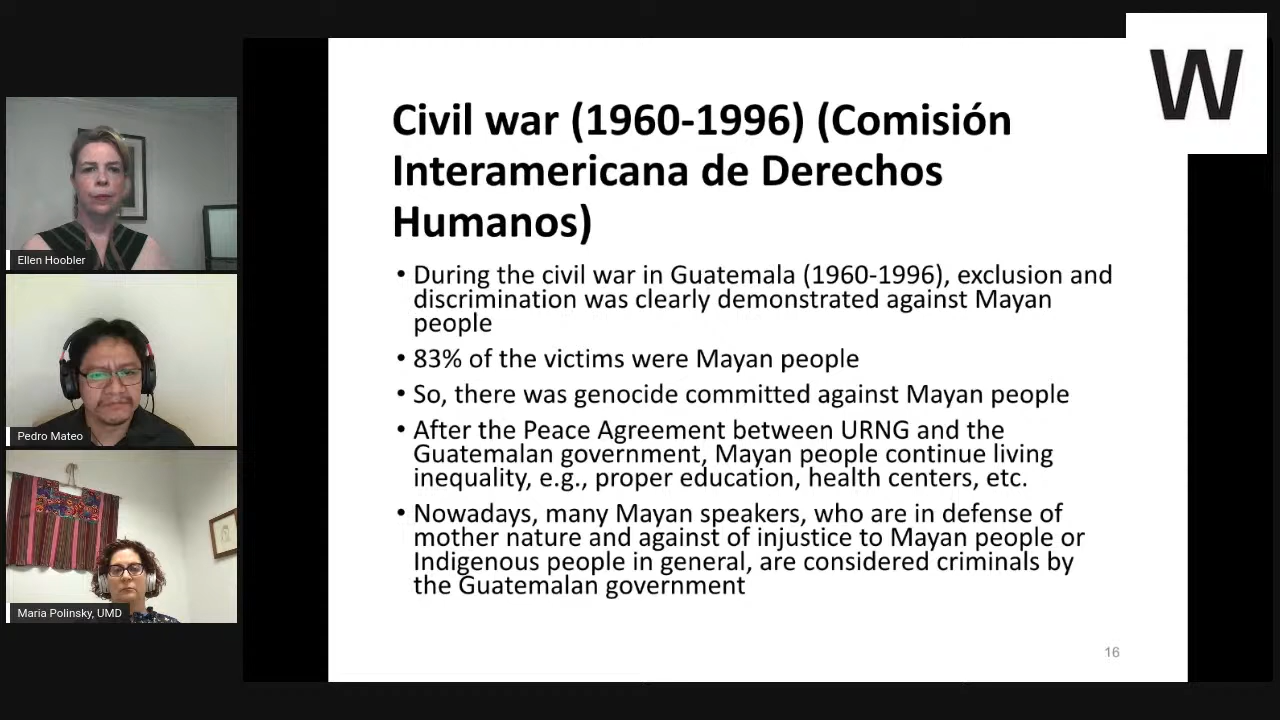 W
Civil war (1960-1996) (Comisión
Interamericana de Derechos
Humanos)
• During the civil war in Guatemala (1960-1996), exclusion and
discrimination was clearly demonstrated against Mayan
people
• 83% of the victims were Mayan people
• So, there was genocide committed against Mayan people
• After the Peace Agreement between URNG and the
Guatemalan government, Mayan people continue living
inequality, e.g., proper education, health centers, etc.
• Nowadays, many Mayan speakers, who are in defense of
mother nature and against of injustice to Mayan people or
Indigenous people in general, are considered criminals by
the Guatemalan government
16
Ellen Hoobler
Pedro Mateo
Maria Polinsky, UMD